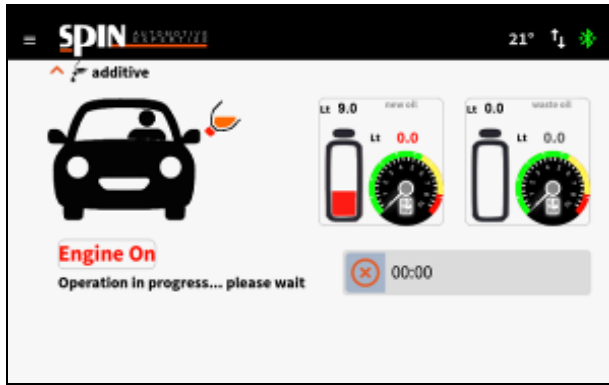 SPIN AUTOMOTIVE EXPERTISE
21°
additive
Lt 9.0 new oil
Lt 0.0
Lt 0.0 waste oil
Lt 0.0
Engine On
Operation in progress... please wait
00:00